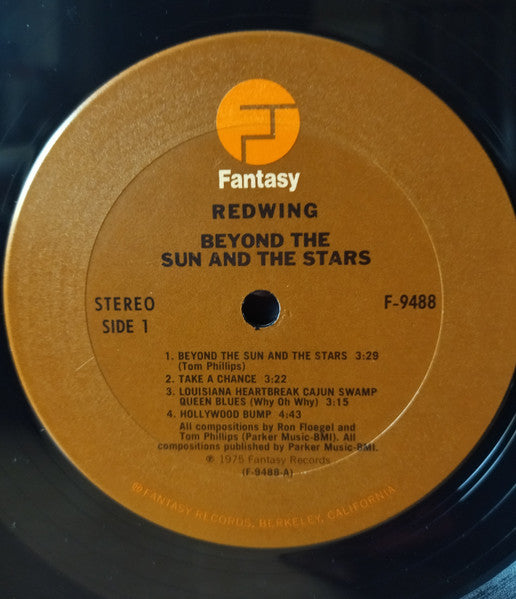 Fantasy
REDWING
BEYOND THE
SUN AND THE STARS
STEREO
SIDE 1
F-9488
1. BEYOND THE SUN AND THE STARS 3:29
(Tom Phillips)
2. TAKE A CHANCE 3:22
3. LOUISIANA HEARTBREAK CAJUN SWAMP
QUEEN BLUES (Why Oh Why) 3:15
4. HOLLYWOOD BUMP 4:43
All compositions by Ron Floegel and
Tom Phillips (Parker Music-BMI). All
compositions published by Parker Music-BMI.
℗ 1975 Fantasy Records
(F-9488-A)
®FANTASY RECORDS, BERKELEY, CALIFORNIA